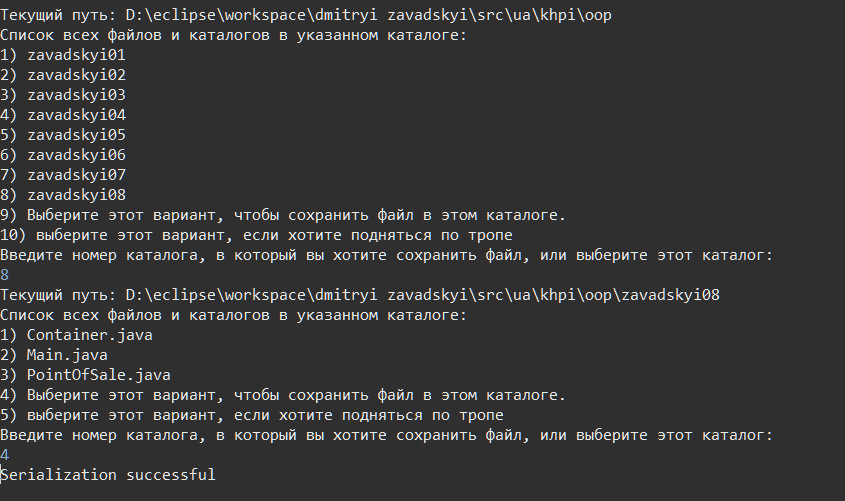 Текущий путь: D:\eclipse\workspace\dmitryi zavadskyi\src\ua\khpi\oop
Список всех файлов и каталогов в указанном каталоге:
1) zavadskyi01
2) zavadskyi02
3) zavadskyi03
4) zavadskyi04
5) zavadskyi05
6) zavadskyi06
7) zavadskyi07
8) zavadskyi08
9) Выберите этот вариант, чтобы сохранить файл в этом каталоге.
10) выберите этот вариант, если хотите подняться по тропе
Введите номер каталога, в который вы хотите сохранить файл, или выберите этот каталог:
8
Текущий путь: D:\eclipse\workspace\dmitryi zavadskyi\src\ua\khpi\oop\zavadskyi08
Список всех файлов и каталогов в указанном каталоге:
1) Container.java
2) Main.java
3) PointOfSale.java
4) Выберите этот вариант, чтобы сохранить файл в этом каталоге.
5) выберите этот вариант, если хотите подняться по тропе
Введите номер каталога, в который вы хотите сохранить файл, или выберите этот каталог:
4
Serialization successful